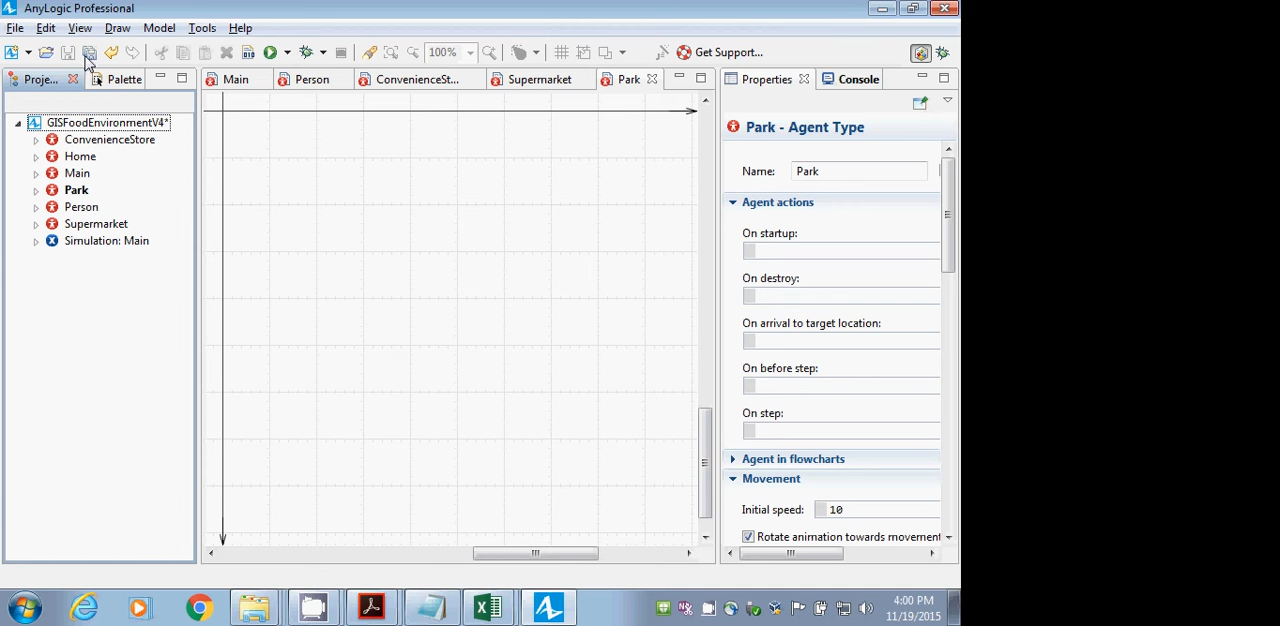 AnyLogic Professional
File Edit View Draw Model Tools Help
100% Get Support...
Proje... Palette Main Person ConvenienceSt... Supermarket Park Properties Console
GISFoodEnvironmentV4*
ConvenienceStore
Home
Main
Park
Person
Supermarket
Simulation: Main
Park - Agent Type
Name: Park
Agent actions
On startup:
On destroy:
On arrival to target location:
On before step:
On step:
Agent in flowcharts
Movement
Initial speed: 10
Rotate animation towards movement
4:00 PM
11/19/2015